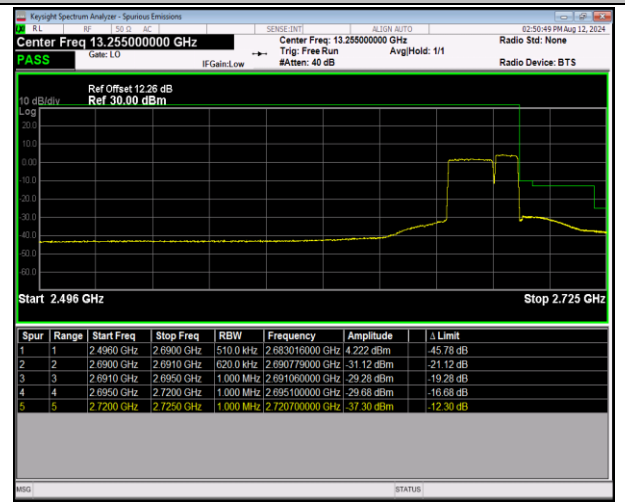 Keysight Spectrum Analyzer - Spurious Emissions
RL RF 50 Ω AC SENSE:INT ALIGN AUTO 02:50:49 PM Aug 12, 2024
Center Freq 13.255000000 GHz Center Freq: 13.255000000 GHz Radio Std: None
PASS Gate: LO IFGain:Low Trig: Free Run Avg|Hold: 1/1
#Atten: 40 dB Radio Device: BTS
Ref Offset 12.26 dB
10 dB/div Ref 30.00 dBm
Log
20.0
10.0
0.00
10.0
20.0
30.0
40.0
50.0
60.0
Start 2.496 GHz Stop 2.725 GHz
Spur Range Start Freq Stop Freq RBW Frequency Amplitude Δ Limit
1 1 2.4960 GHz 2.6900 GHz 510.0 kHz 2.683016000 GHz 4.222 dBm -45.78 dB
2 2 2.6900 GHz 2.6910 GHz 620.0 kHz 2.690779000 GHz -31.12 dBm -21.12 dB
3 3 2.6910 GHz 2.6950 GHz 1.000 MHz 2.691060000 GHz -29.28 dBm -19.28 dB
4 4 2.6950 GHz 2.7200 GHz 1.000 MHz 2.695100000 GHz -29.68 dBm -16.68 dB
5 5 2.7200 GHz 2.7250 GHz 1.000 MHz 2.720700000 GHz -37.30 dBm -12.30 dB
MSG STATUS